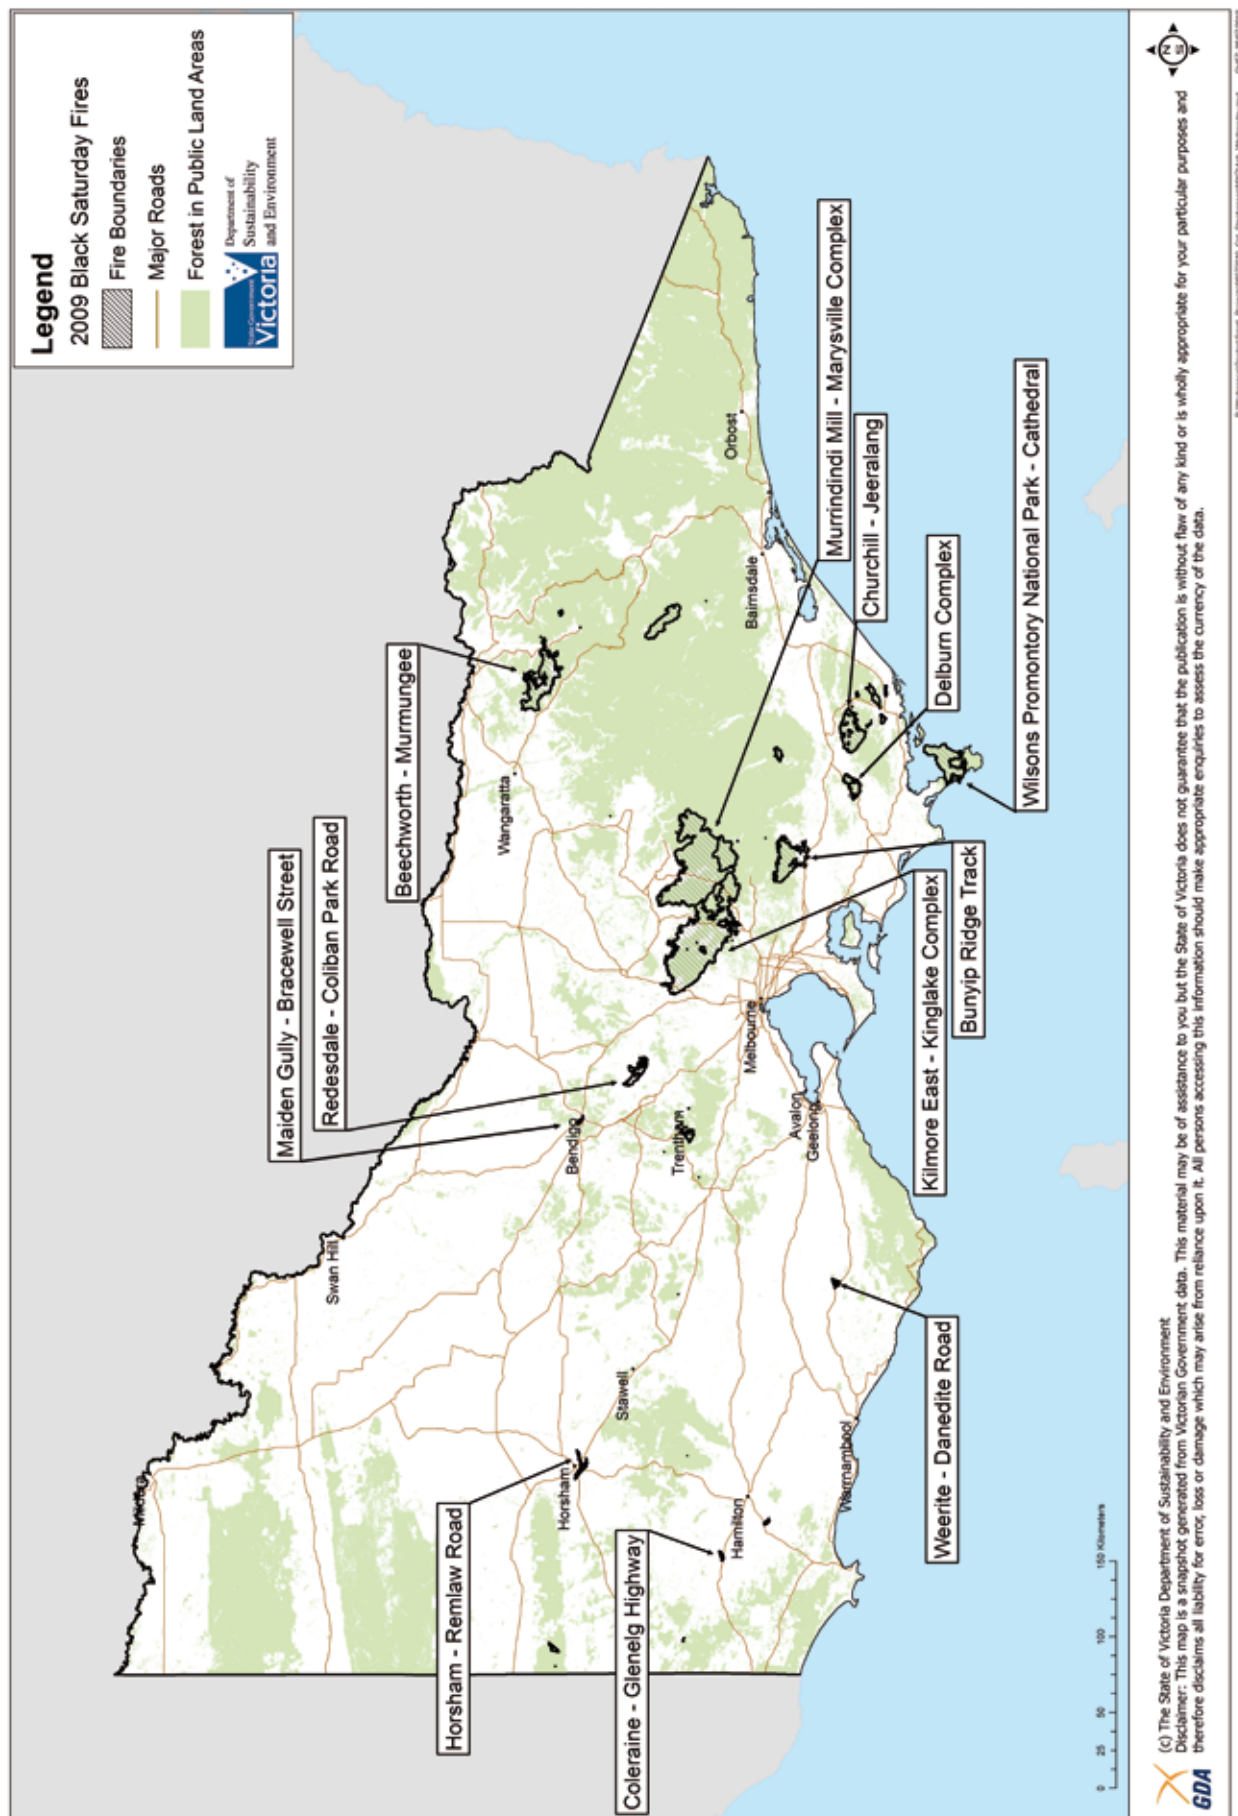 Legend
2009 Black Saturday Fires
Fire Boundaries
Major Roads
Forest in Public Land Areas
State Government
Victoria
Department of
Sustainability
and Environment
Maiden Gully - Bracewell Street
Redesdale - Coliban Park Road
Beechworth - Murmungee
Horsham - Remlaw Road
Coleraine - Glenelg Highway
Swan Hill
Wangaratta
Bendigo
Horsham
Stawell
Trentham
Hamilton
Melbourne
Orbost
Bairnsdale
Avalon
Geelong
Warrnambool
Murrindindi Mill - Marysville Complex
Churchill - Jeeralang
Delburn Complex
Wilsons Promontory National Park - Cathedral
Bunyip Ridge Track
Kilmore East - Kinglake Complex
Weerite - Danedite Road
0 25 50 100 150 Kilometers
N
S
GDA
(c) The State of Victoria Department of Sustainability and Environment
Disclaimer: This map is a snapshot generated from Victorian Government data. This material may be of assistance to you but the State of Victoria does not guarantee that the publication is without flaw of any kind or is wholly appropriate for your particular purposes and
therefore disclaims all liability for error, loss or damage which may arise from reliance upon it. All persons accessing this information should make appropriate enquiries to assess the currency of the data.